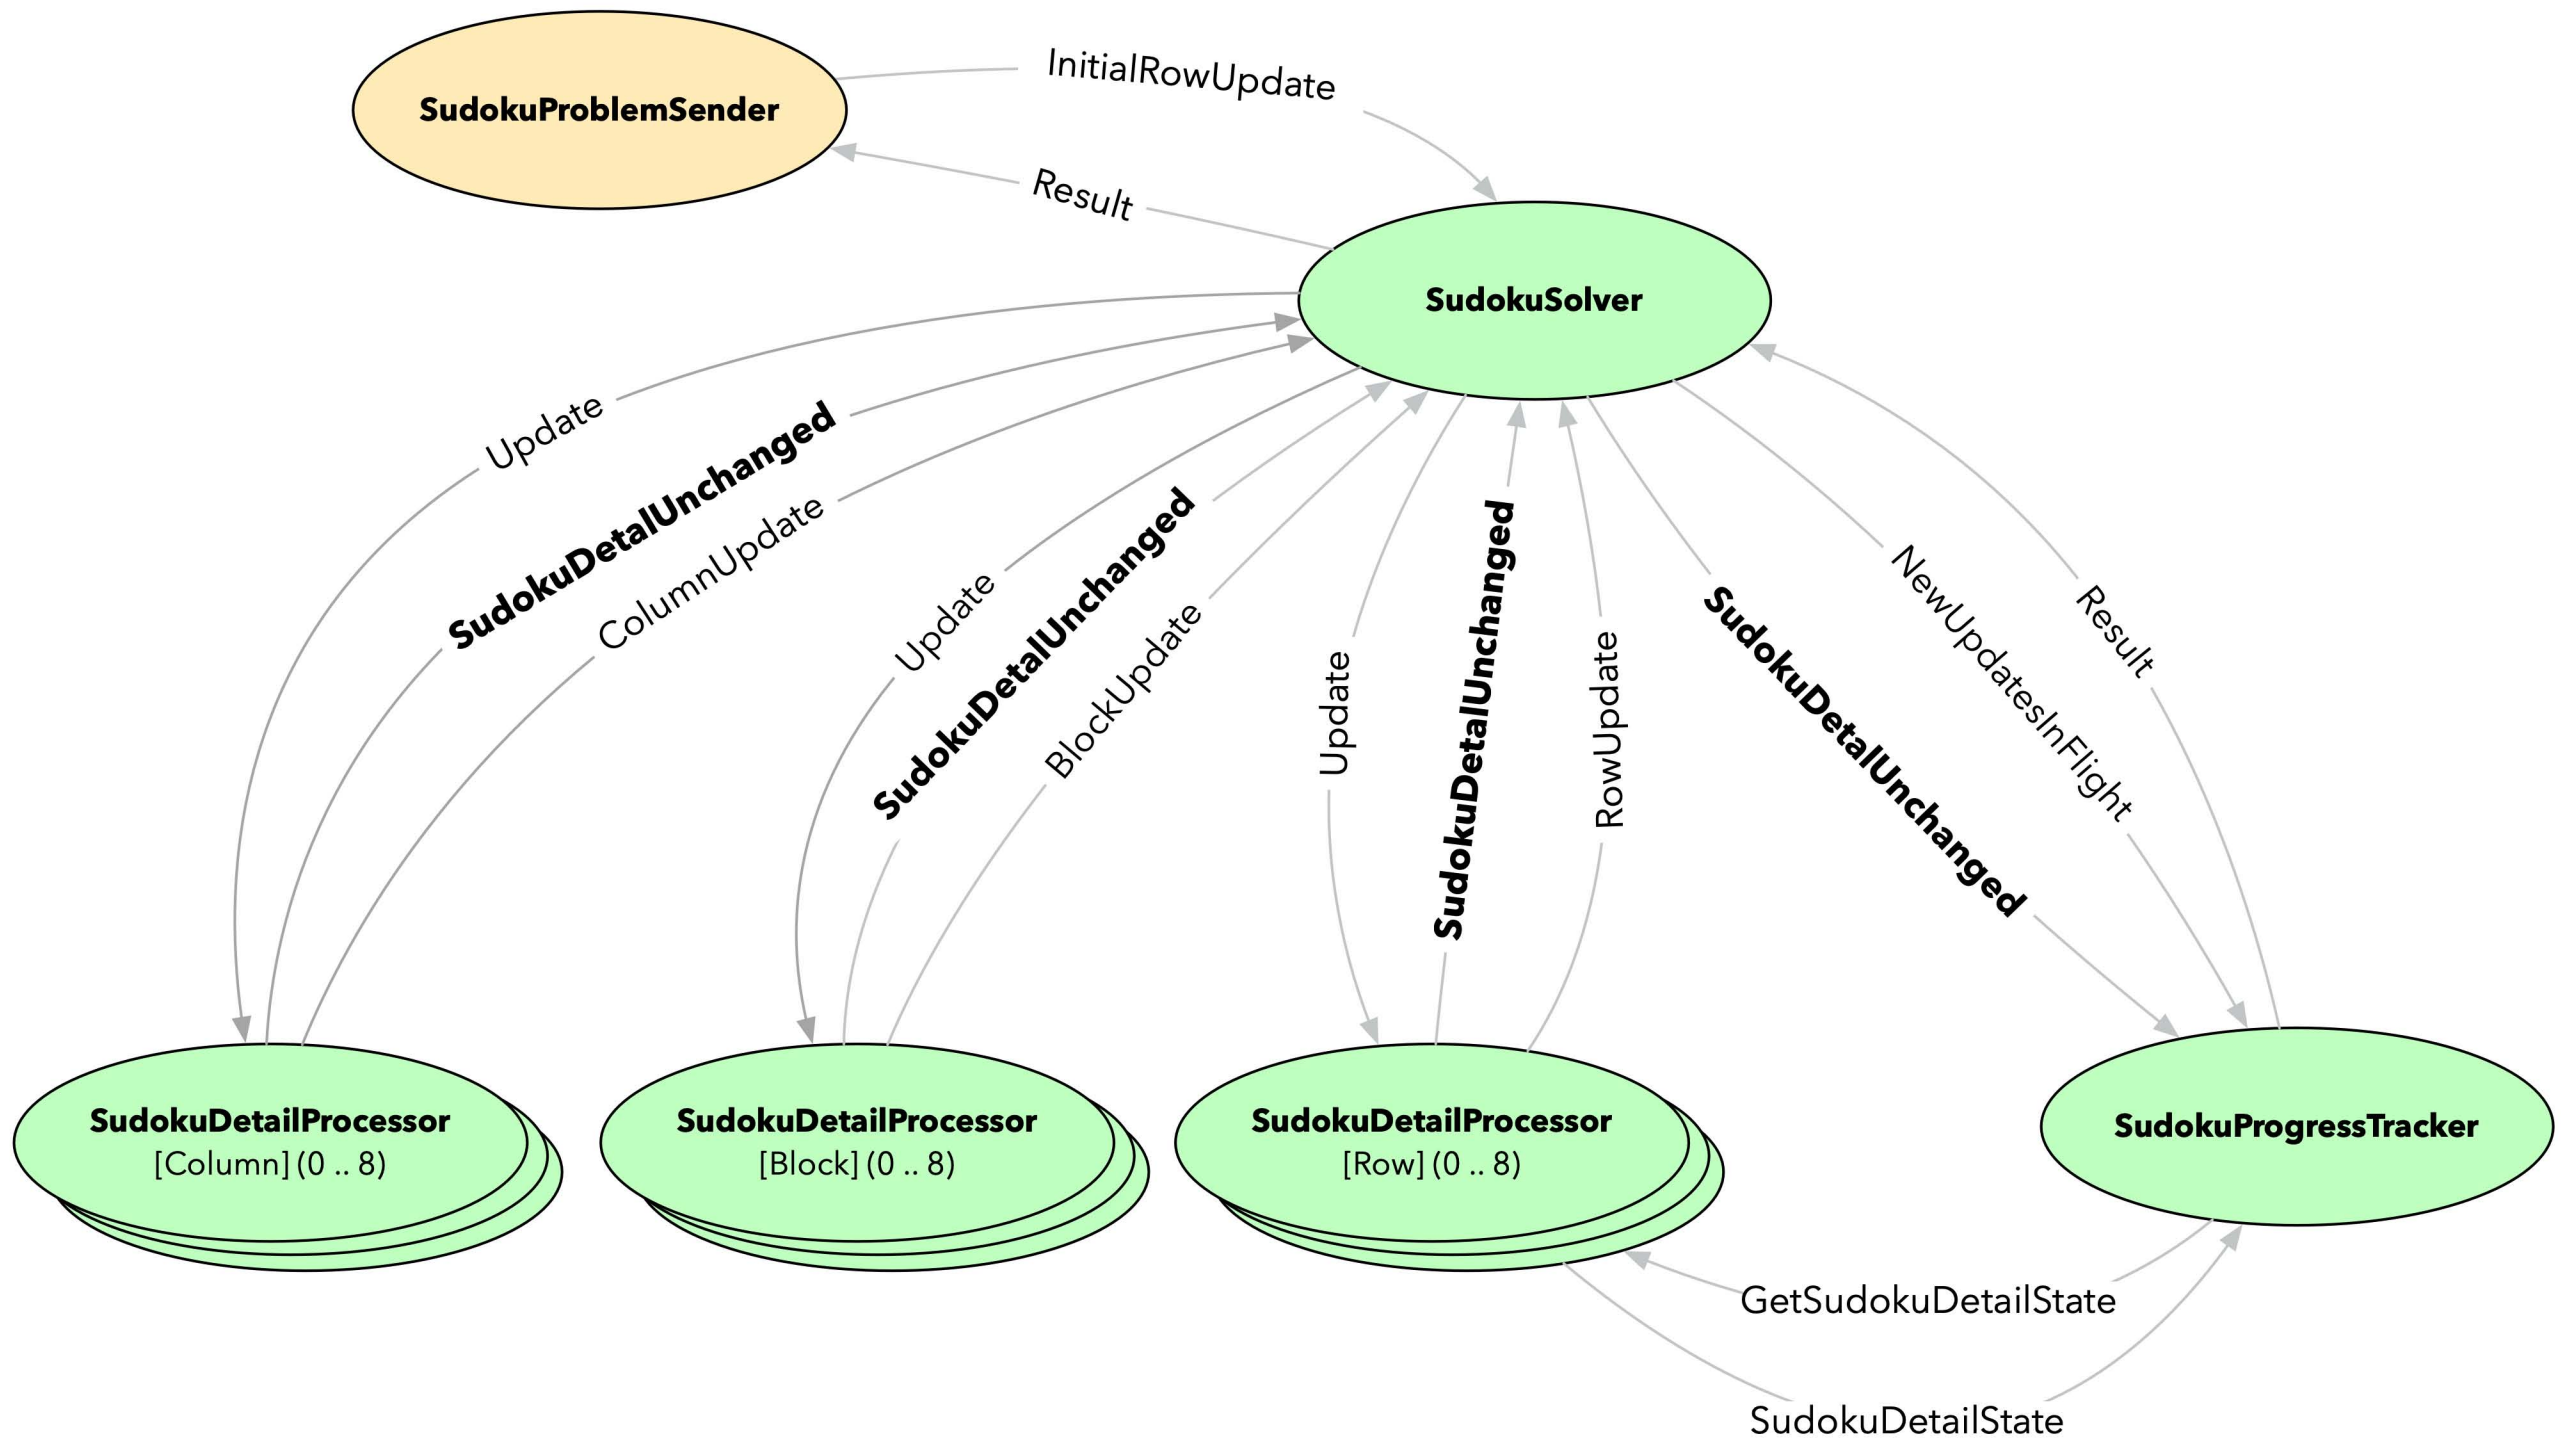 InitialRowUpdate
SudokuProblemSender
Result
SudokuSolver
Update
SudokuDetalUnchanged
ColumnUpdate
Update
SudokuDetalUnchanged
BlockUpdate
Update
SudokuDetalUnchanged
RowUpdate
SudokuDetalUnchanged
NewUpdatesInFlight
Result
SudokuDetailProcessor
[Column] (0 .. 8)
SudokuDetailProcessor
[Block] (0 .. 8)
SudokuDetailProcessor
[Row] (0 .. 8)
SudokuProgressTracker
GetSudokuDetailState
SudokuDetailState